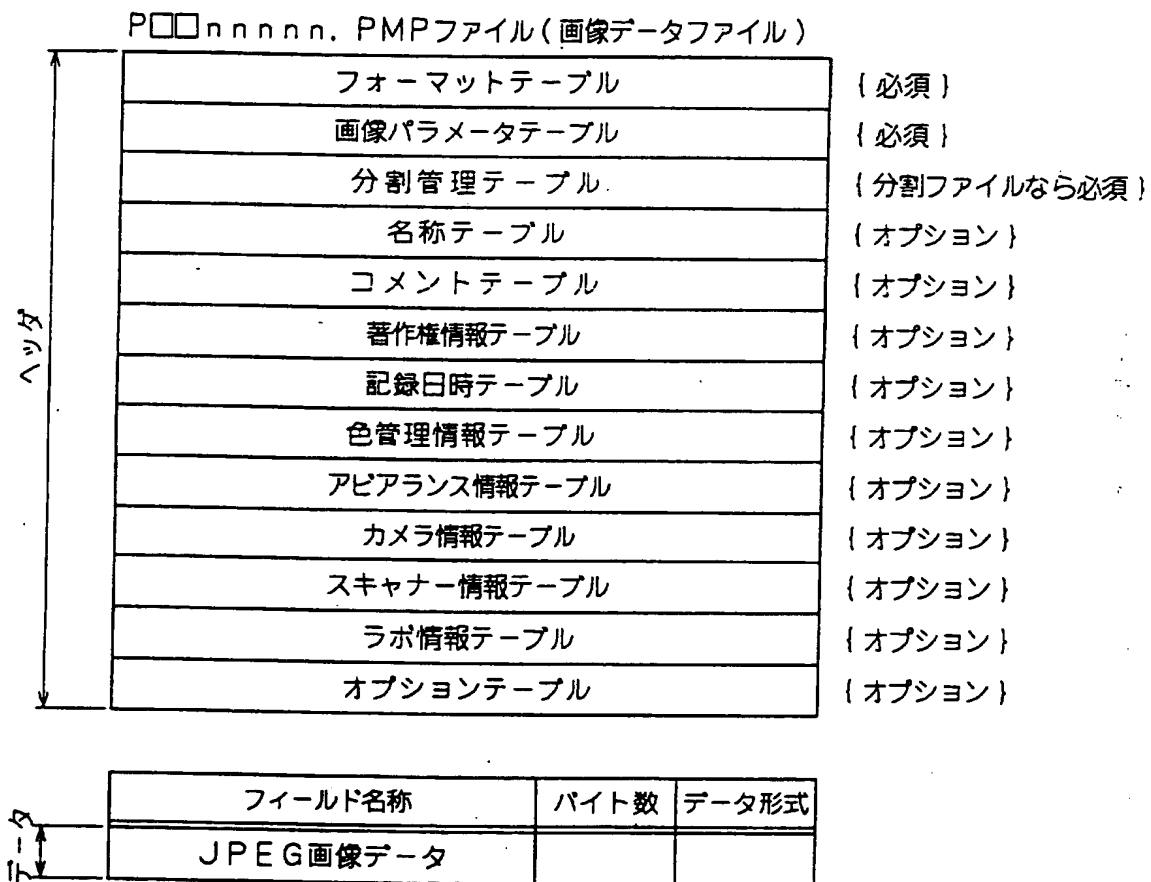 P□□nnnnn. PMPファイル(画像データファイル)
フォーマットテーブル {必須}
画像パラメータテーブル {必須}
分割管理テーブル {分割ファイルなら必須}
名称テーブル {オプション}
コメントテーブル {オプション}
著作権情報テーブル {オプション}
記録日時テーブル {オプション}
色管理情報テーブル {オプション}
アピアランス情報テーブル {オプション}
カメラ情報テーブル {オプション}
スキャナー情報テーブル {オプション}
ラボ情報テーブル {オプション}
オプションテーブル {オプション}
ヘッダ
フィールド名称 バイト数 データ形式
JPEG画像データ
データ